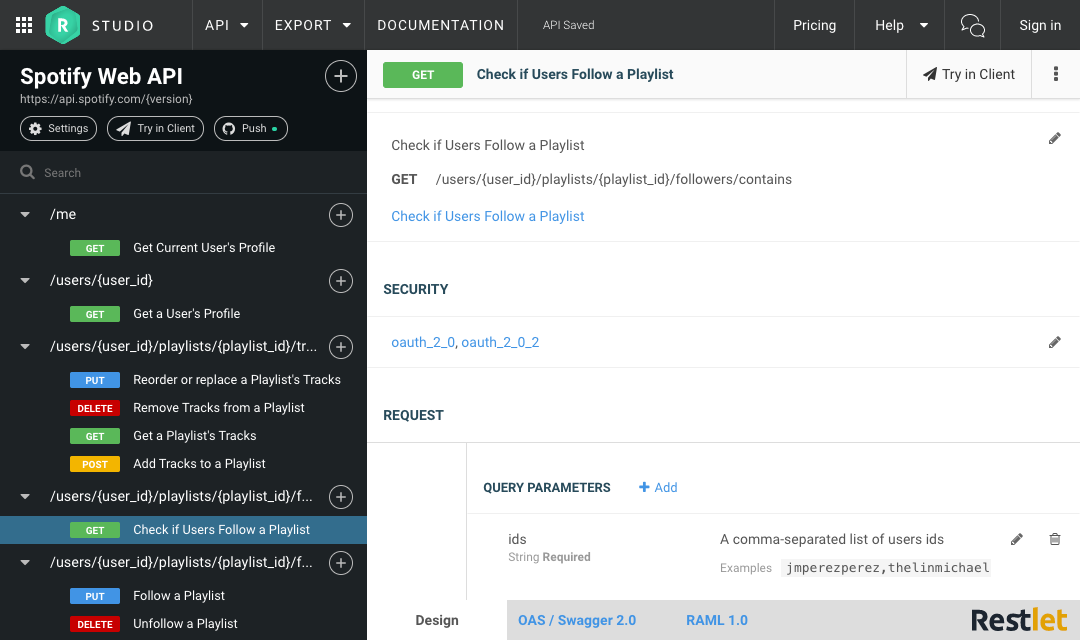 R STUDIO API EXPORT DOCUMENTATION API Saved Pricing Help Sign in
Spotify Web API
https://api.spotify.com/{version}
Settings Try in Client Push
Search
/me
GET Get Current User's Profile
/users/{user_id}
GET Get a User's Profile
/users/{user_id}/playlists/{playlist_id}/tr...
PUT Reorder or replace a Playlist's Tracks
DELETE Remove Tracks from a Playlist
GET Get a Playlist's Tracks
POST Add Tracks to a Playlist
/users/{user_id}/playlists/{playlist_id}/f...
GET Check if Users Follow a Playlist
/users/{user_id}/playlists/{playlist_id}/f...
PUT Follow a Playlist
DELETE Unfollow a Playlist
GET Check if Users Follow a Playlist Try in Client
Check if Users Follow a Playlist
GET /users/{user_id}/playlists/{playlist_id}/followers/contains
Check if Users Follow a Playlist
SECURITY
oauth_2_0, oauth_2_0_2
REQUEST
QUERY PARAMETERS Add
ids A comma-separated list of users ids
String Required Examples jmperezperez,thelinmichael
Design OAS / Swagger 2.0 RAML 1.0 Restlet